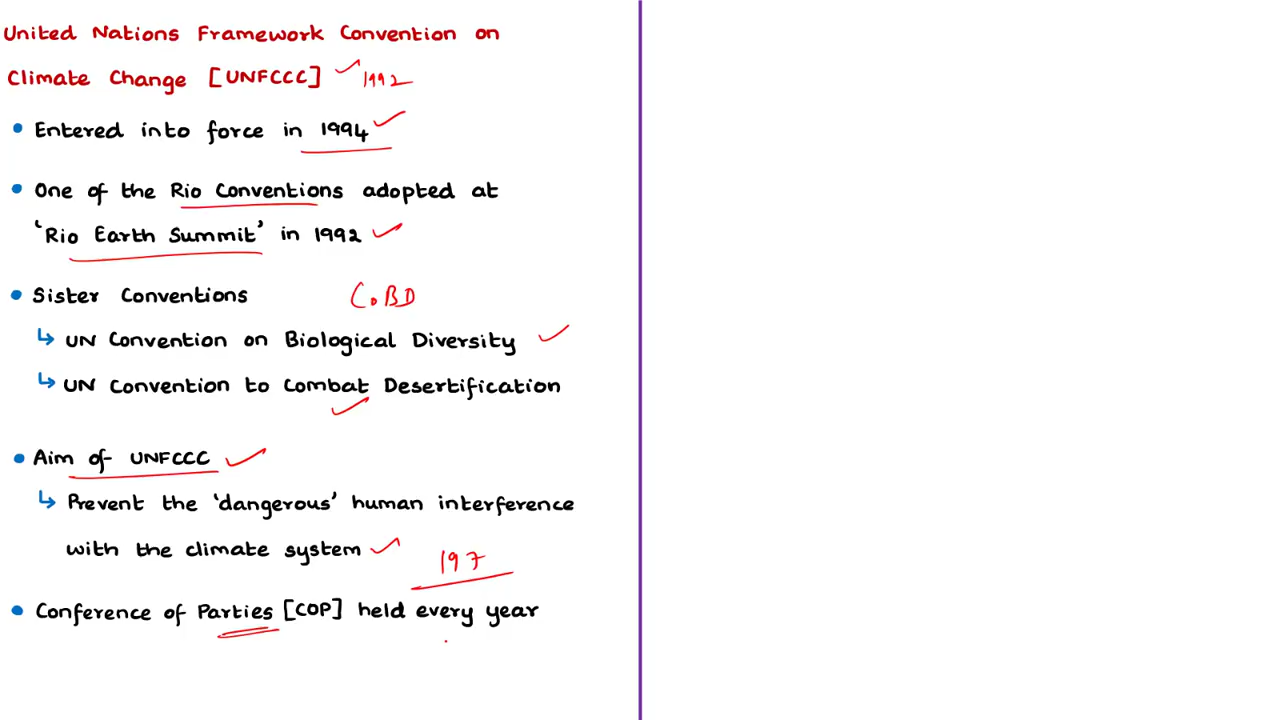 United Nations Framework Convention on
Climate Change [UNFCCC] 1992
• Entered into force in 1994
• One of the Rio Conventions adopted at
'Rio Earth Summit' in 1992
• Sister Conventions CoBD
↳ UN Convention on Biological Diversity
↳ UN Convention to Combat Desertification
• Aim of UNFCCC
↳ Prevent the 'dangerous' human interference
with the climate system
197
• Conference of Parties [COP] held every year